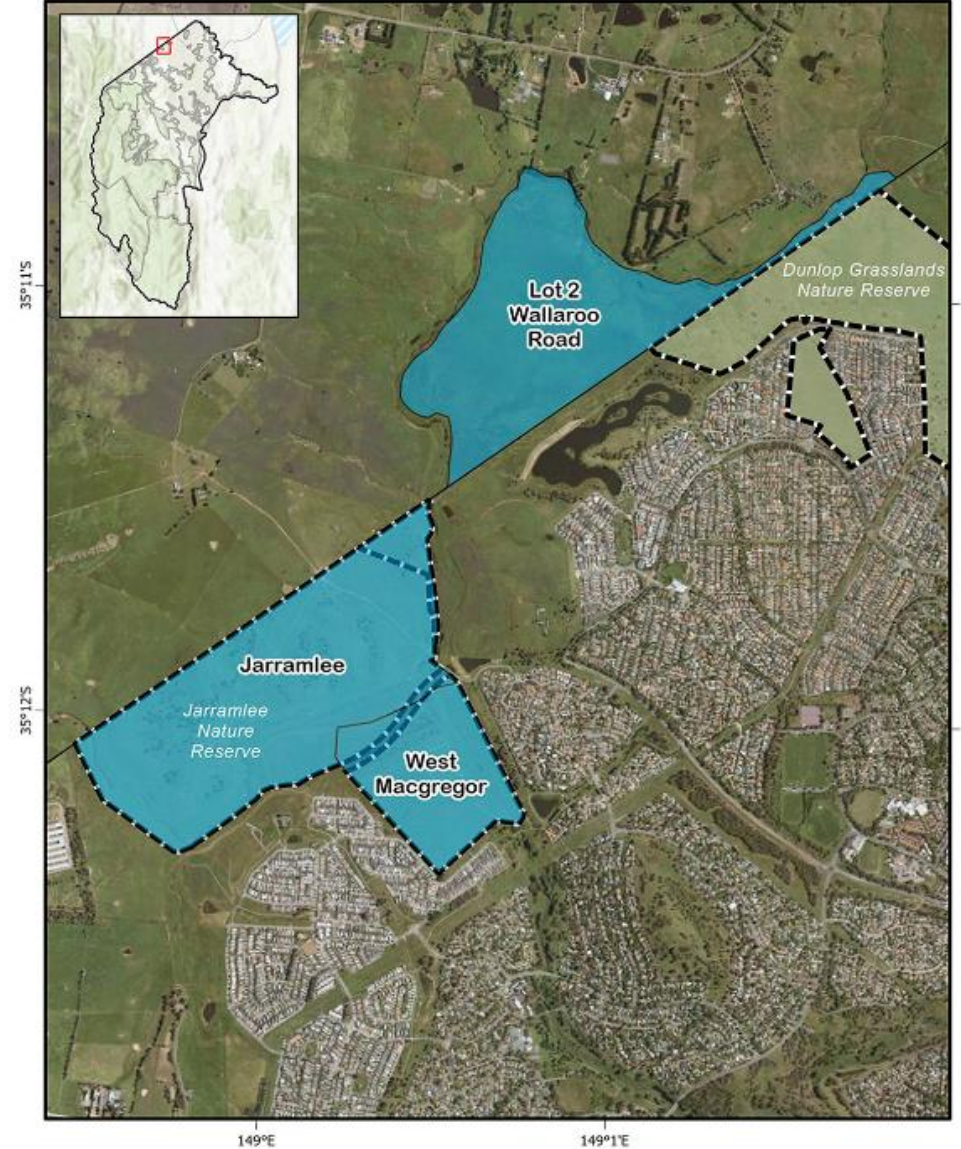 Dunlop Grasslands
Nature Reserve
35°11'S
Lot 2
Wallaroo
Road
Jarramlee
Jarramlee
Nature
Reserve
35°12'S
West
Macgregor
149°E
149°1'E